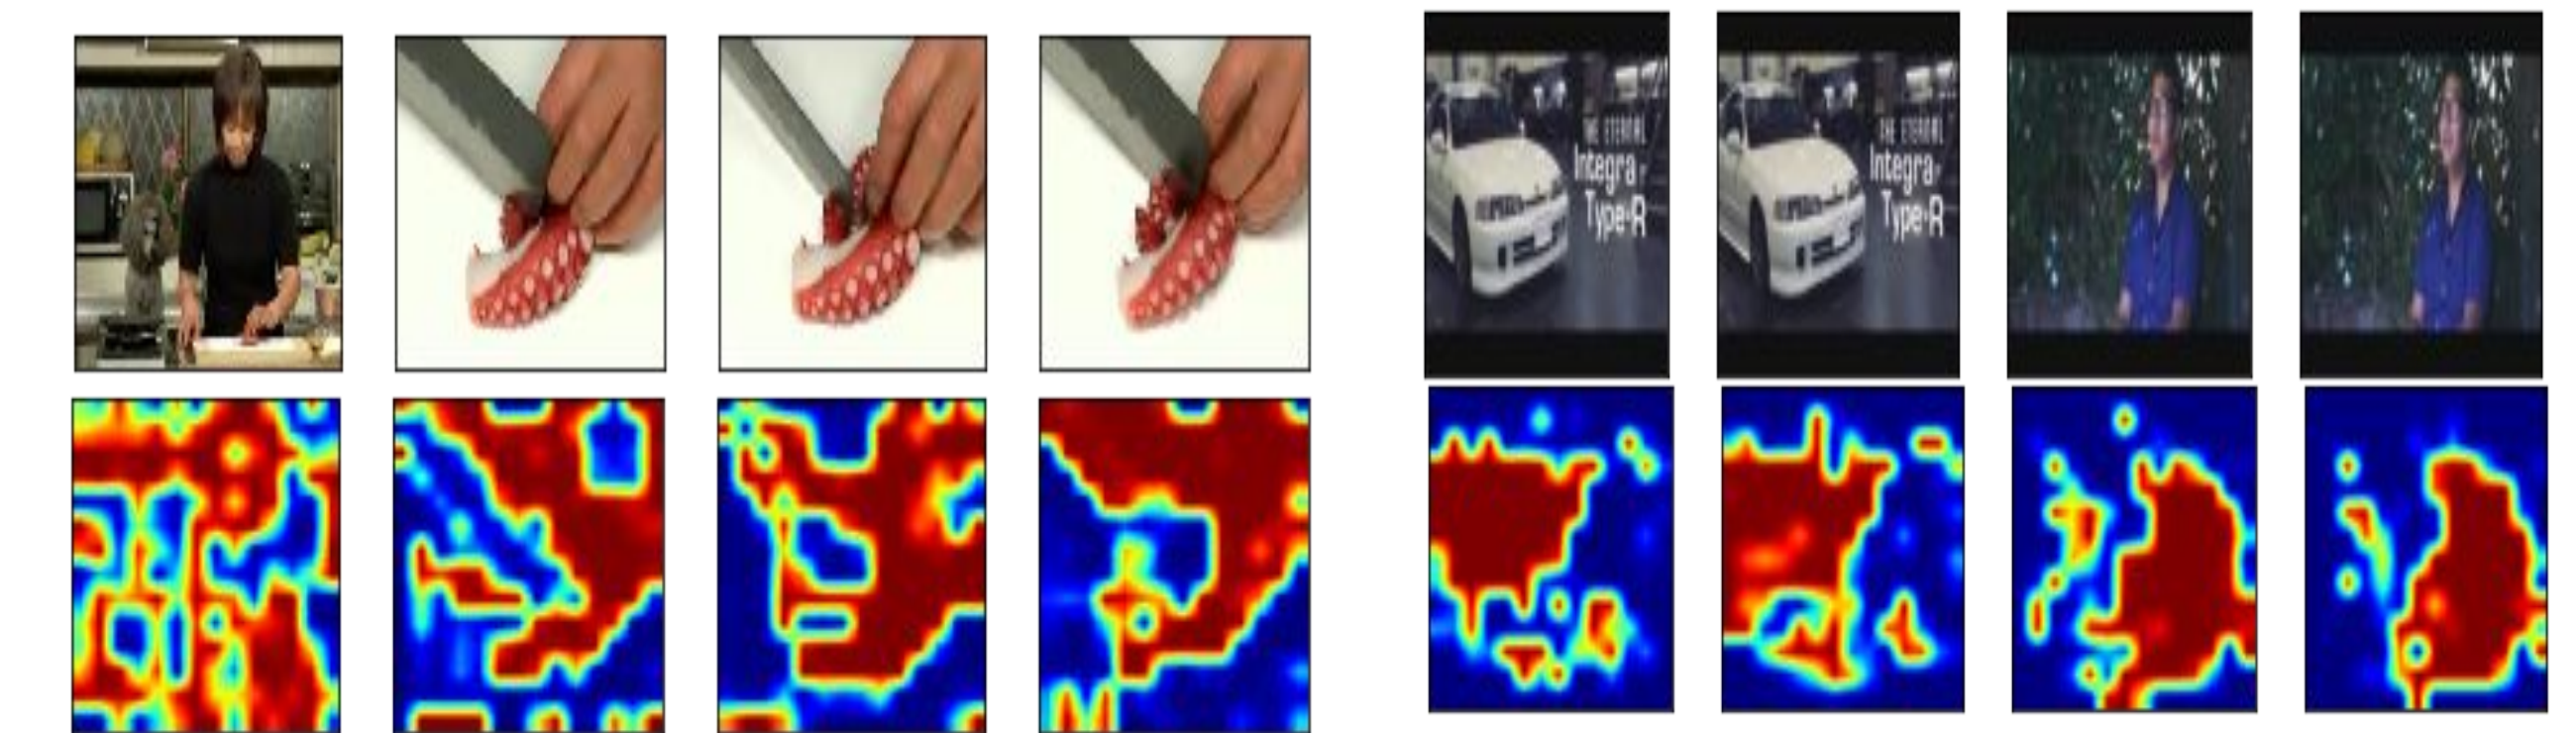 THE ETERNAL
Integra
Type-R
THE ETERNAL
Integra
Type-R